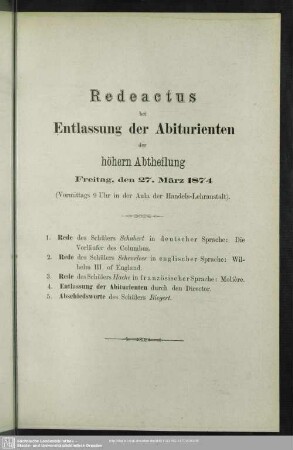 Redeactus
bei
Entlassung der Abiturienten
der
höhern Abtheilung
Freitag, den 27. März 1874
(Vormittags 9 Uhr in der Aula der Handels-Lehranstalt).
1. Rede des Schülers Schubert in deutscher Sprache: Die
Vorläufer des Columbus.
2. Rede des Schülers in englischer Sprache: Wil-
helm III of England.
3. Rede des Schülers Hache in französischer Sprache: Molière.
4. Entlassung der Abiturienten durch den Director.
5. Abschiedsworte des Schülers